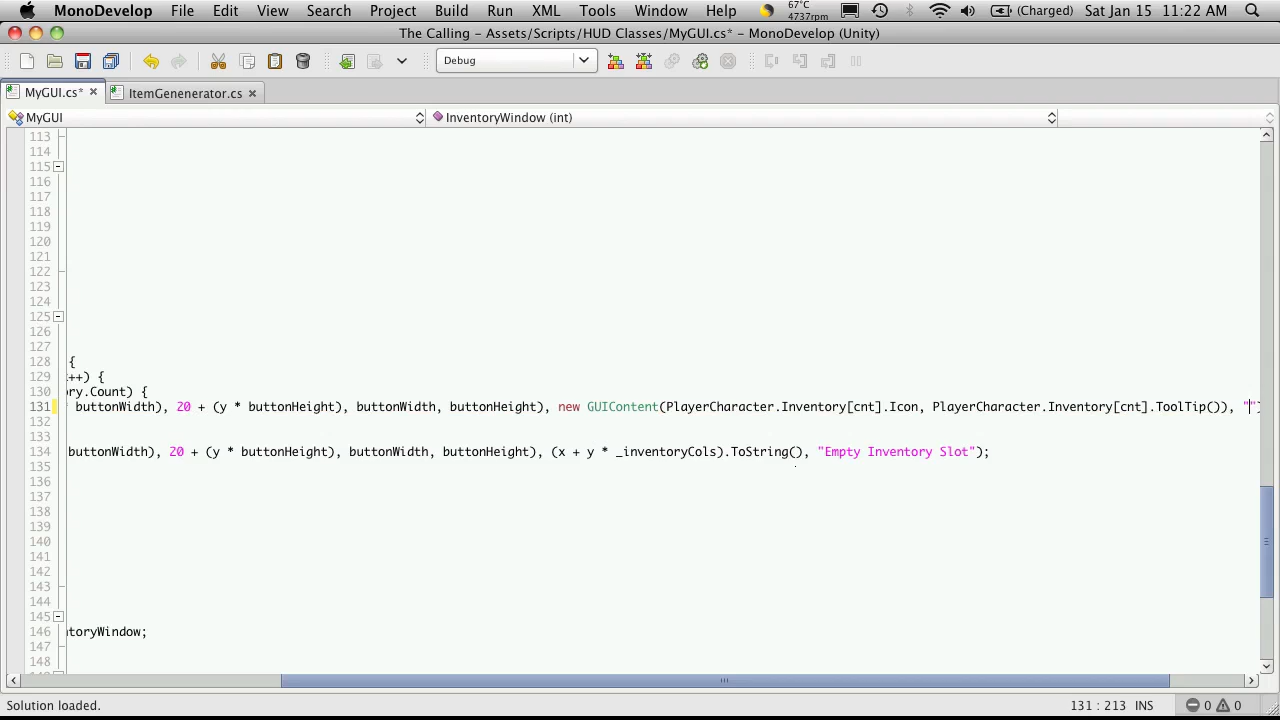 MonoDevelop File Edit View Search Project Build Run XML Tools Window Help 67°C 4737rpm (Charged) Sat Jan 15 11:22 AM
The Calling – Assets/Scripts/HUD Classes/MyGUI.cs* – MonoDevelop (Unity)
Debug
MyGUI.cs* ItemGenenerator.cs
MyGUI InventoryWindow (int)
113
114
115
116
117
118
119
120
121
122
123
124
125
126
127
128 {
129 ++) {
130 ry.Count) {
131 * buttonWidth), 20 + (y * buttonHeight), buttonWidth, buttonHeight), new GUIContent(PlayerCharacter.Inventory[cnt].Icon, PlayerCharacter.Inventory[cnt].ToolTip()), "")
132
133
134 buttonWidth), 20 + (y * buttonHeight), buttonWidth, buttonHeight), (x + y * _inventoryCols).ToString(), "Empty Inventory Slot");
135
136
137
138
139
140
141
142
143
144
145
146 ntoryWindow;
147
148
Solution loaded. 131 : 213 INS 0 0